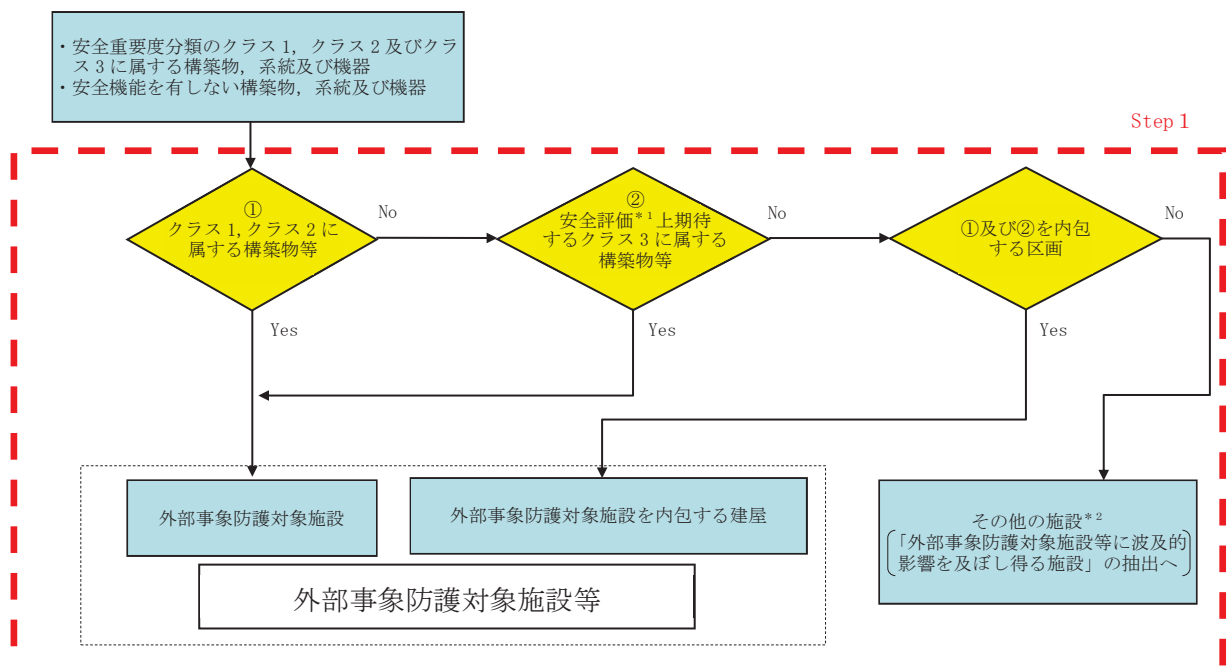 ・安全重要度分類のクラス1，クラス2及びクラ
ス3に属する構築物，系統及び機器
・安全機能を有しない構築物，系統及び機器
Step 1
①
クラス1，クラス2に
属する構築物等
No
②
安全評価*1上期待
するクラス3に属する
構築物等
No
①及び②を内包
する区画
No
Yes
Yes
Yes
外部事象防護対象施設
外部事象防護対象施設を内包する建屋
その他の施設*2
「外部事象防護対象施設等に波及的
影響を及ぼし得る施設」の抽出へ
外部事象防護対象施設等